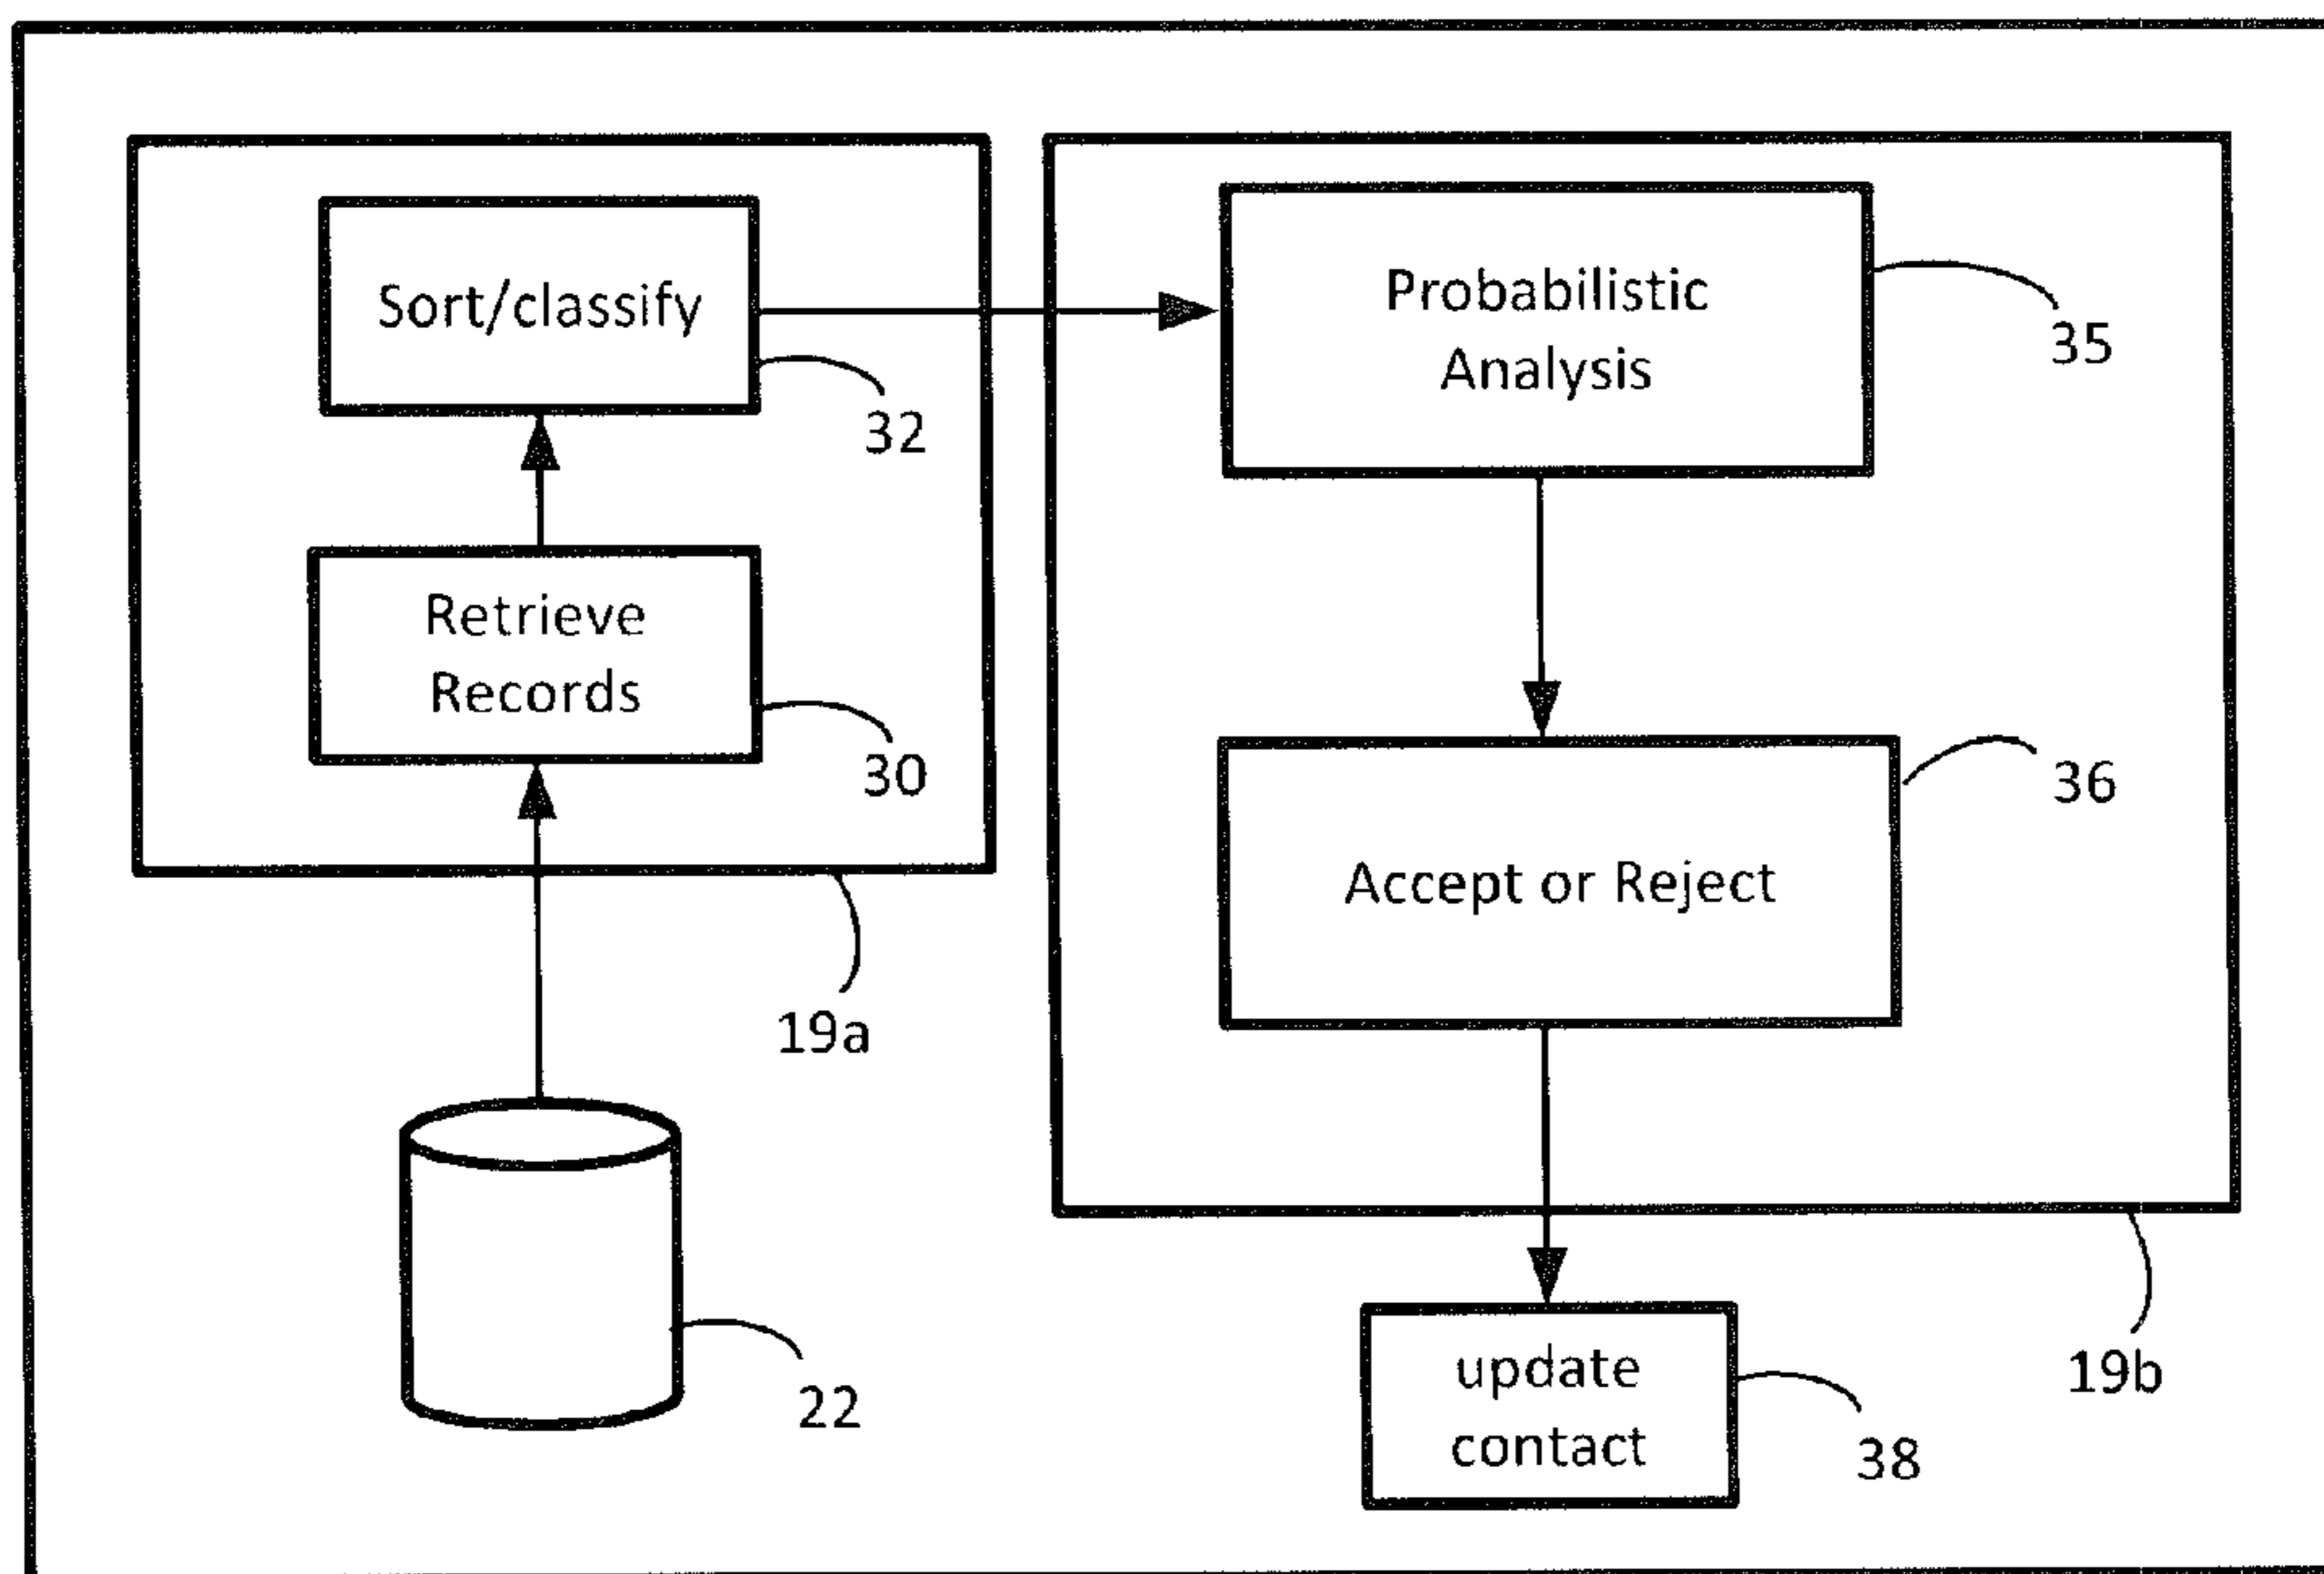 Sort/classify
32
Retrieve
Records
30
19a
22
Probabilistic
Analysis
35
Accept or Reject
36
19b
update
contact
38